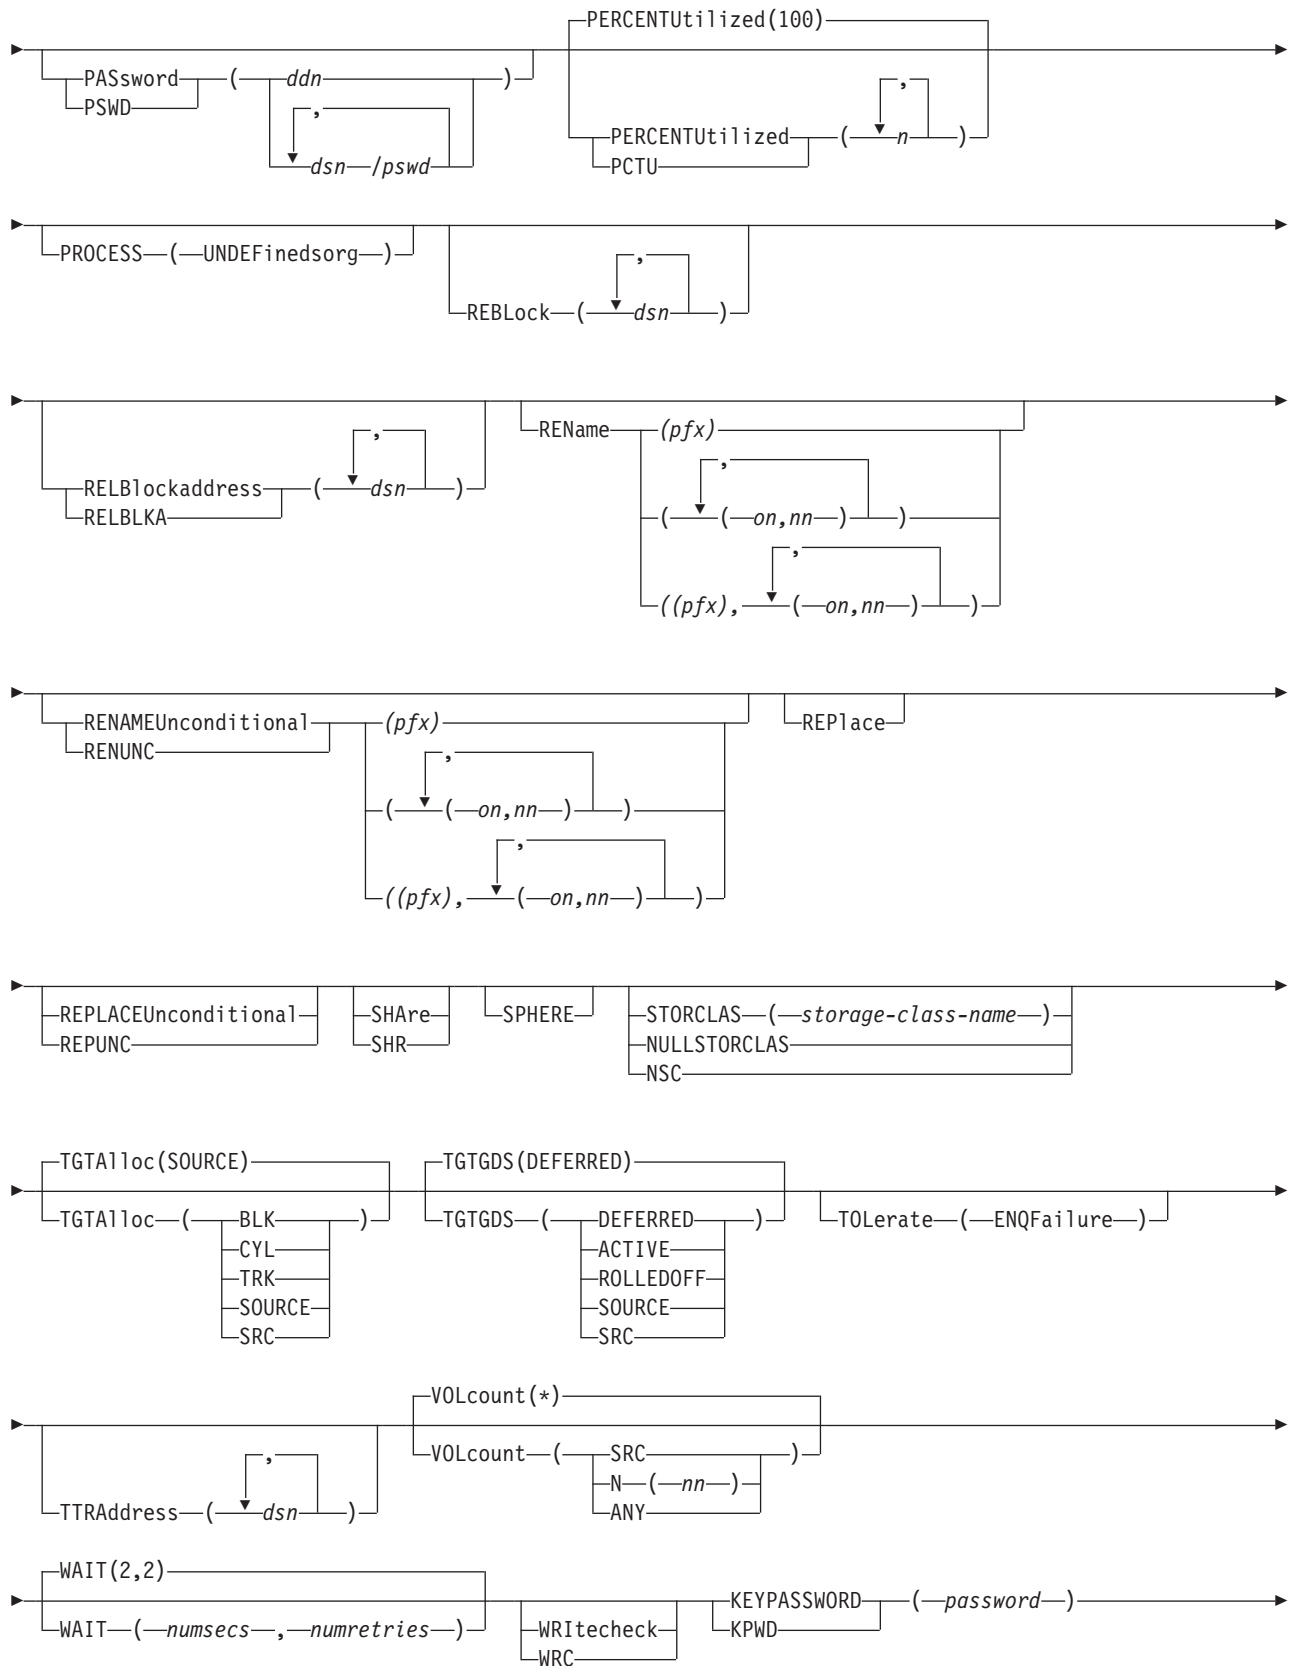 PERCENTUtilized(100)
PASsword ( ddn )
PSWD , ,
dsn /pswd PERCENTUtilized ( n )
PCTU
PROCESS ( UNDEFinedsorg )
,
REBLock ( dsn )
REName (pfx)
, ,
RELBlockaddress ( dsn )
RELBLKA ( (on,nn) )
,
((pfx), (on,nn) )
RENAMEUnconditional (pfx) REPlace
RENUNC ,
( (on,nn) )
,
((pfx), (on,nn) )
REPLACEUnconditional SHAre SPHERE STORCLAS ( storage-class-name )
REPUNC SHR NULLSTORCLAS
NSC
TGTAlloc(SOURCE) TGTGDS(DEFERRED)
TGTAlloc ( BLK ) TGTGDS ( DEFERRED ) TOLerate ( ENQFailure )
CYL ACTIVE
TRK ROLLEDOFF
SOURCE SOURCE
SRC SRC
VOLcount(*)
, VOLcount ( SRC )
N ( nn )
TTRAddress ( dsn ) ANY
WAIT(2,2)
KEYPASSWORD ( password )
WAIT ( numsecs , numretries ) WRItecheck KPWD
WRC